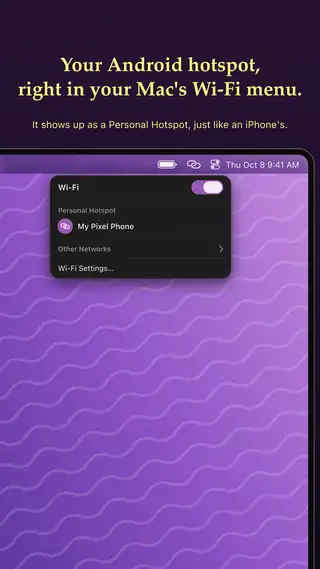 Your Android hotspot,
right in your Mac's Wi-Fi menu.
It shows up as a Personal Hotspot, just like an iPhone's.
Thu Oct 8 9:41 AM
Wi-Fi
Personal Hotspot
My Pixel Phone
Other Networks
Wi-Fi Settings...